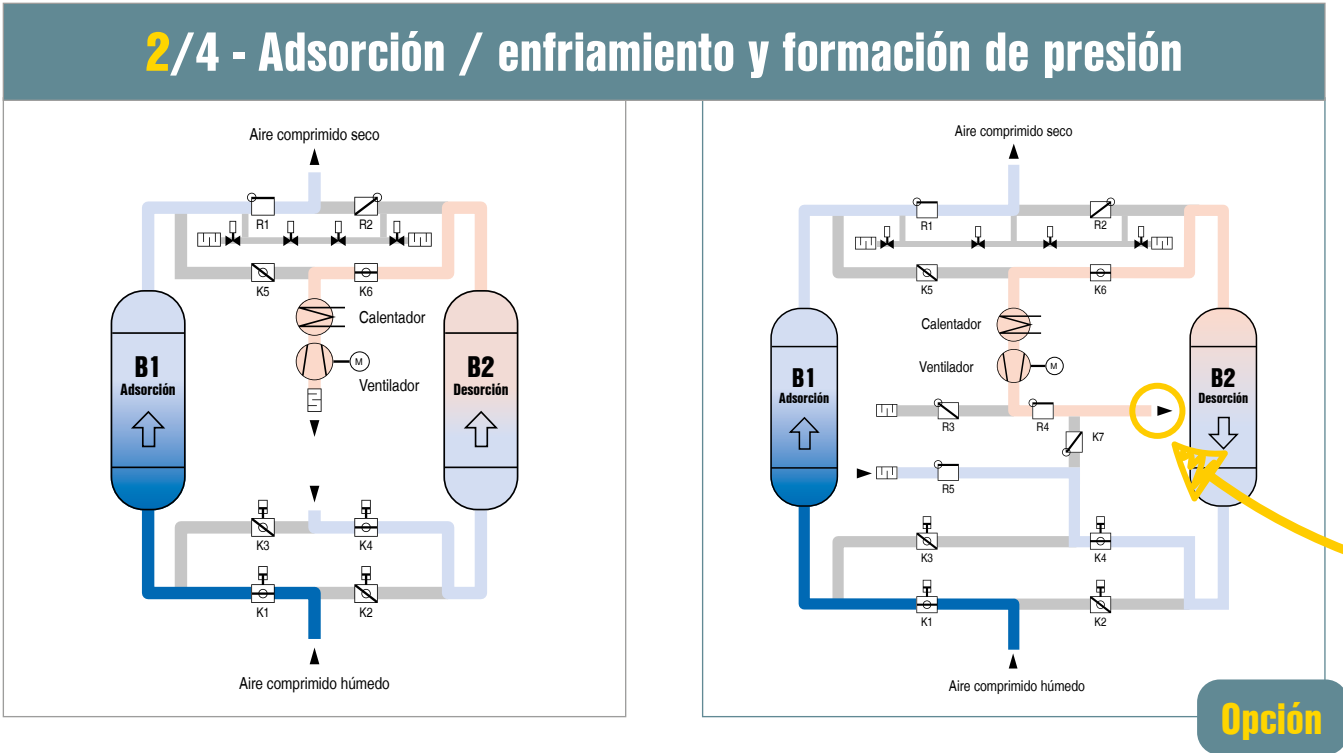 2/4 - Adsorción / enfriamiento y formación de presión
Aire comprimido seco
R1
R2
K5
K6
Calentador
B1
Adsorción
M
Ventilador
B2
Desorción
K3
K4
K1
K2
Aire comprimido húmedo
Aire comprimido seco
R1
R2
K5
K6
Calentador
Ventilador
M
B1
Adsorción
B2
Desorción
R3
R4
K7
R5
K3
K4
K1
K2
Aire comprimido húmedo
Opción